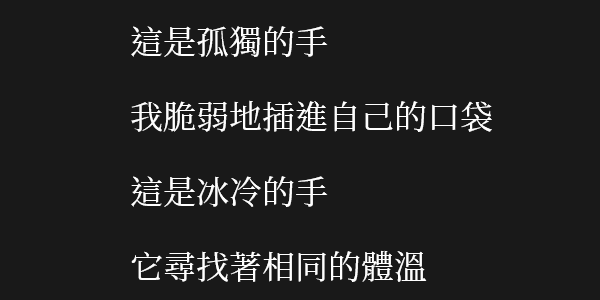 這是孤獨的手
我脆弱地插進自己的口袋
這是冰冷的手
它尋找著相同的體溫